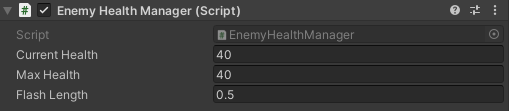 Enemy Health Manager (Script)
Script EnemyHealthManager
Current Health 40
Max Health 40
Flash Length 0.5